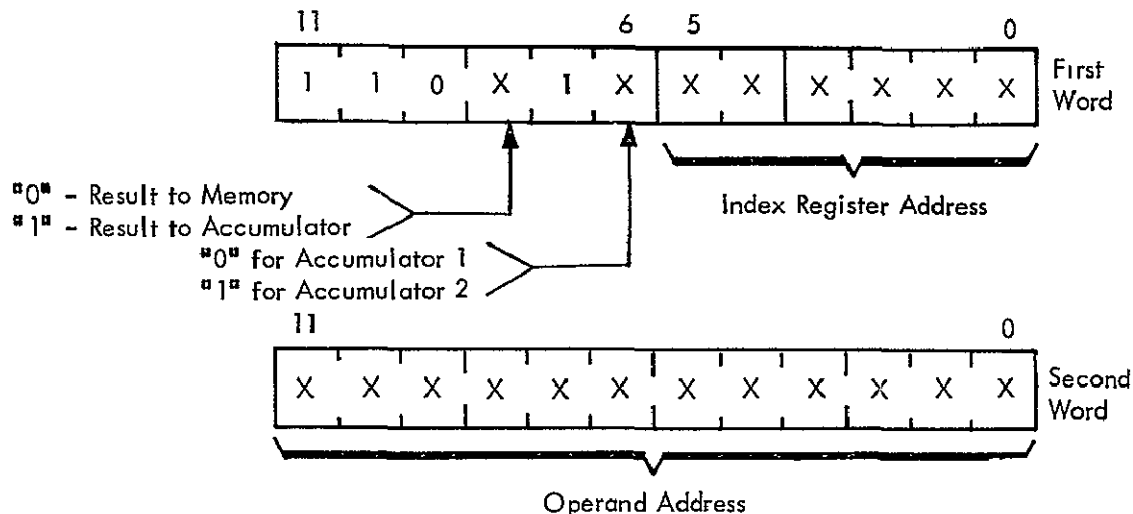 11 6 5 0
1 1 0 X 1 X X X X X X X
First
Word
"0" - Result to Memory
"1" - Result to Accumulator
Index Register Address
"0" for Accumulator 1
"1" for Accumulator 2
11 0
X X X X X X X X X X X X
Second
Word
Operand Address